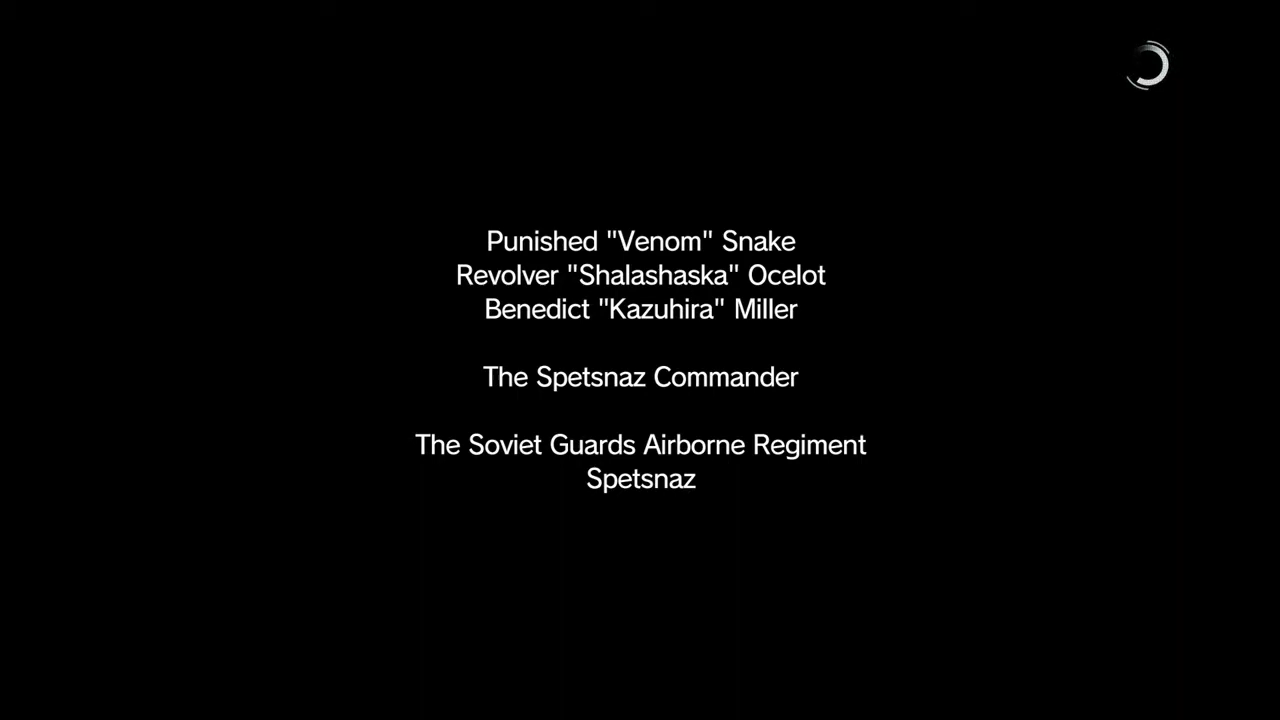 Punished "Venom" Snake
Revolver "Shalashaska" Ocelot
Benedict "Kazuhira" Miller
The Spetsnaz Commander
The Soviet Guards Airborne Regiment
Spetsnaz